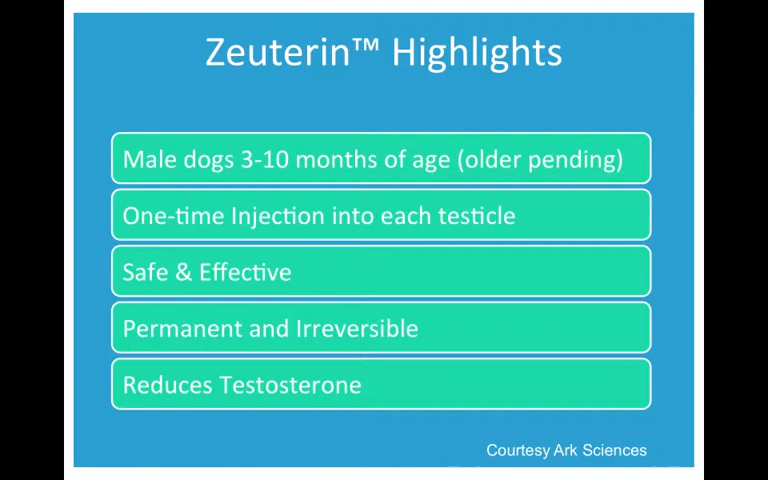 Zeuterin™ Highlights
Male dogs 3-10 months of age (older pending)
One-time Injection into each testicle
Safe & Effective
Permanent and Irreversible
Reduces Testosterone
Courtesy Ark Sciences